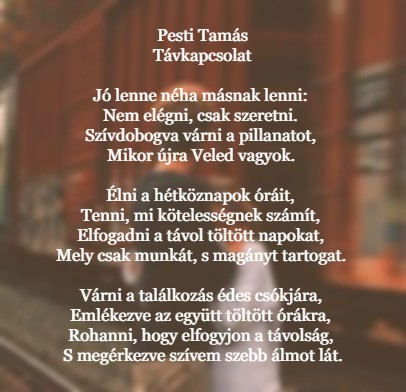 Pesti Tamás
Távkapcsolat
Jó lenne néha másnak lenni:
Nem elégni, csak szeretni.
Szívdobogva várni a pillanatot,
Mikor újra Veled vagyok.
Élni a hétköznapok óráit,
Tenni, mi kötelességnek számít,
Elfogadni a távol töltött napokat,
Mely csak munkát, s magányt tartogat.
Várni a találkozás édes csókjára,
Emlékezve az együtt töltött órákra,
Rohanni, hogy elfogyjon a távolság,
S megérkezve szívem szebb álmot lát.